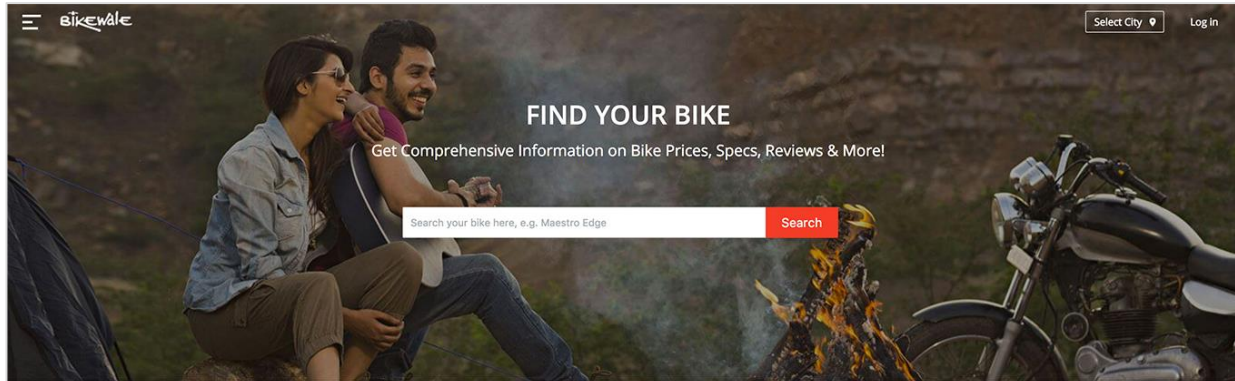 BikeWale
Select City
Log in
FIND YOUR BIKE
Get Comprehensive Information on Bike Prices, Specs, Reviews & More!
Search your bike here, e.g. Maestro Edge
Search